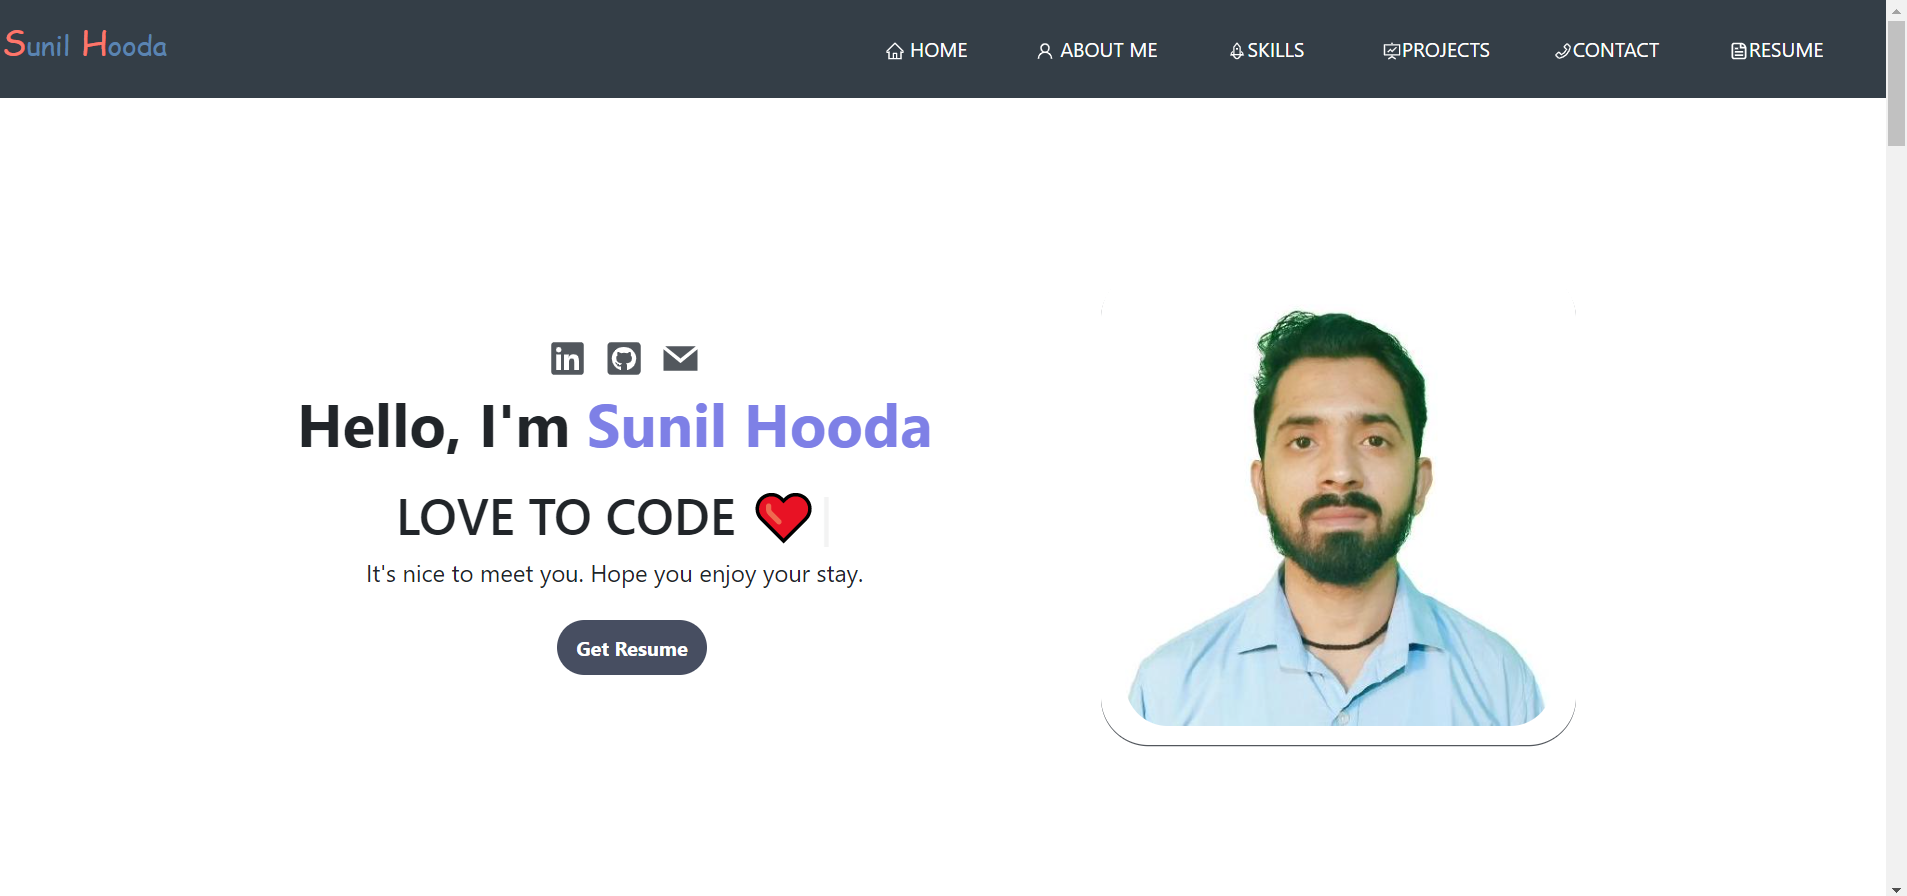 Sunil Hooda
HOME ABOUT ME SKILLS PROJECTS CONTACT RESUME
in
Hello, I'm Sunil Hooda
LOVE TO CODE ❤️
It's nice to meet you. Hope you enjoy your stay.
Get Resume